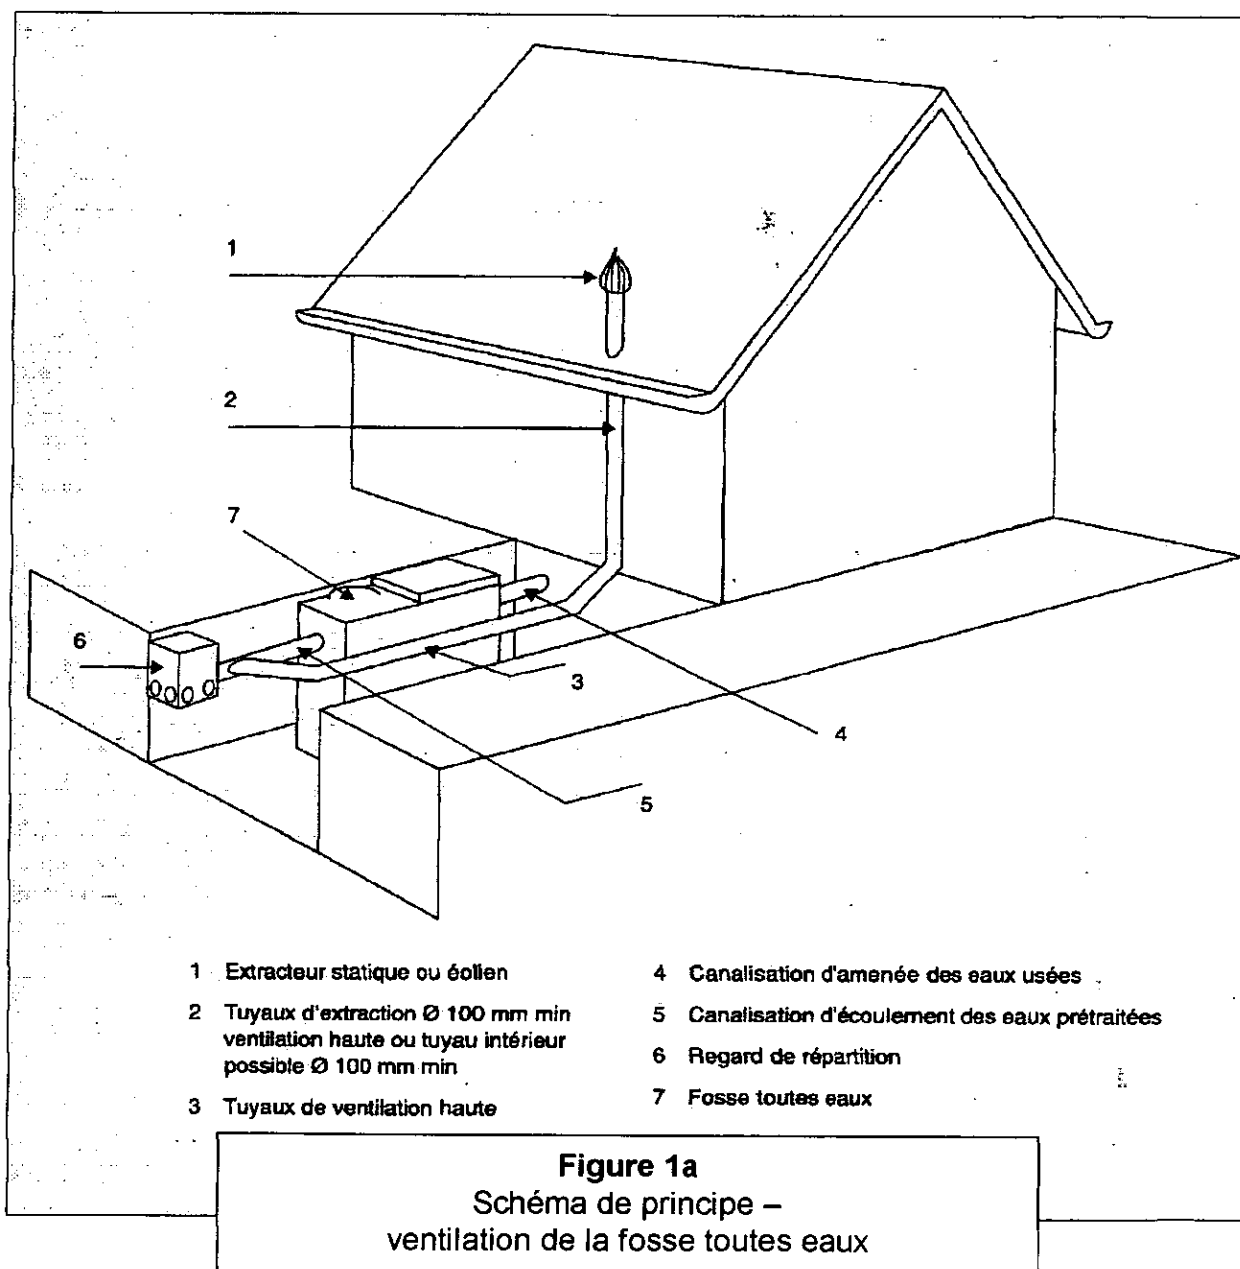 1
2
7
6
3
4
5
1 Extracteur statique ou éolien
2 Tuyaux d'extraction Ø 100 mm min
ventilation haute ou tuyau intérieur
possible Ø 100 mm min
3 Tuyaux de ventilation haute
4 Canalisation d'amenée des eaux usées
5 Canalisation d'écoulement des eaux prétraitées
6 Regard de répartition
7 Fosse toutes eaux
Figure 1a
Schéma de principe –
ventilation de la fosse toutes eaux